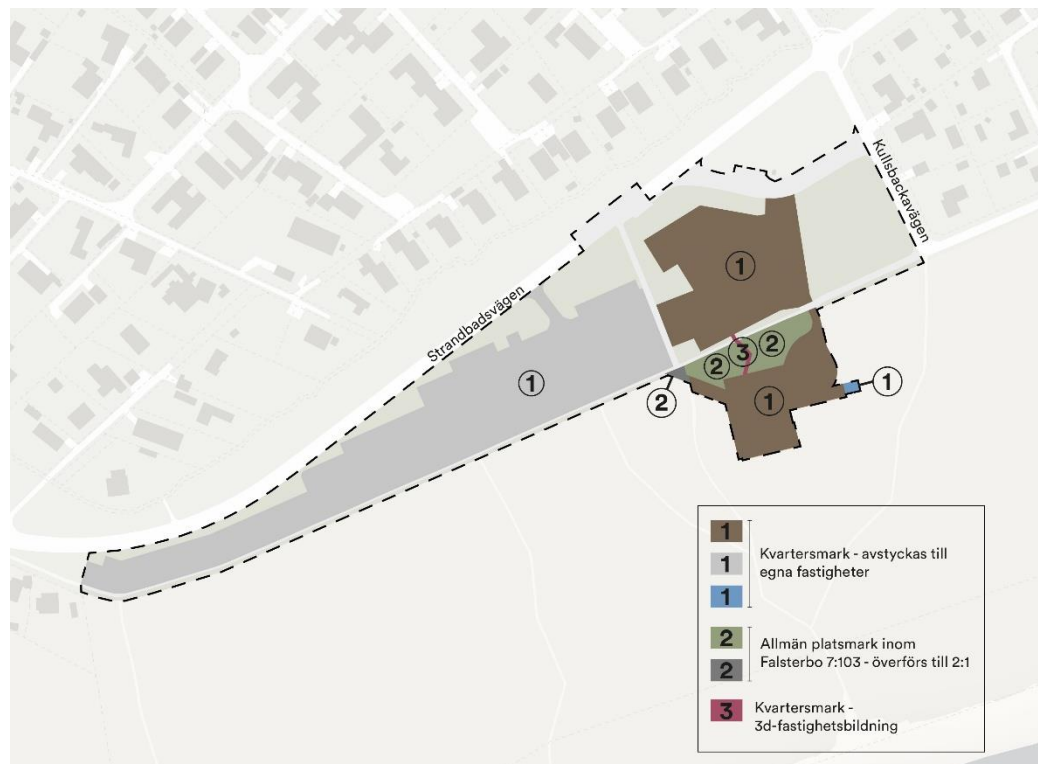 Kullsbackavägen
Strandbadsvägen
1
1
2
3
2
2
1
1
1
1
1
Kvartersmark - avstyckas till
egna fastigheter
2
2
Allmän platsmark inom
Falsterbo 7:103 - överförs till 2:1
3
Kvartersmark -
3d-fastighetsbildning